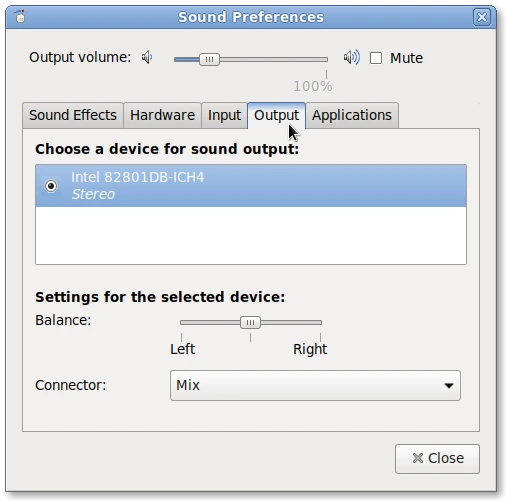 Sound Preferences
Output volume:
Mute
100%
Sound Effects
Hardware
Input
Output
Applications
Choose a device for sound output:
Intel 82801DB-ICH4
Stereo
Settings for the selected device:
Balance:
Left
Right
Connector:
Mix
Close